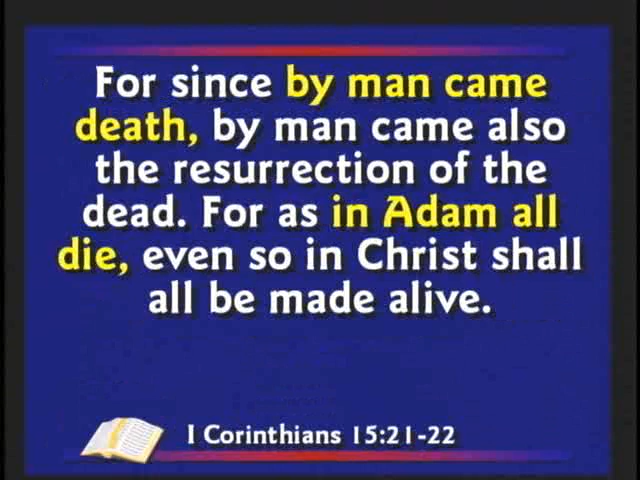 For since by man came
death, by man came also
the resurrection of the
dead. For as in Adam all
die, even so in Christ shall
all be made alive.
I Corinthians 15:21-22